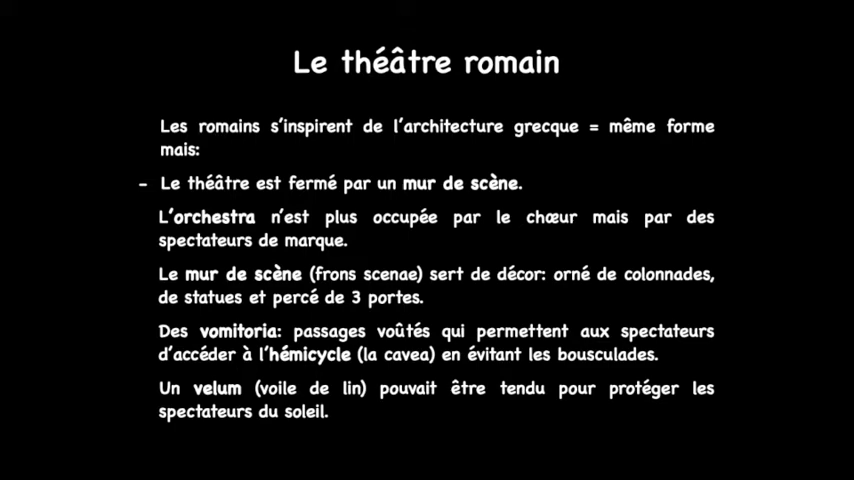 Le théâtre romain
Les romains s'inspirent de l'architecture grecque = même forme
mais:
- Le théâtre est fermé par un mur de scène.
L'orchestra n'est plus occupée par le chœur mais par des
spectateurs de marque.
Le mur de scène (frons scenae) sert de décor: orné de colonnades,
de statues et percé de 3 portes.
Des vomitoria: passages voûtés qui permettent aux spectateurs
d'accéder à l'hémicycle (la cavea) en évitant les bousculades.
Un velum (voile de lin) pouvait être tendu pour protéger les
spectateurs du soleil.